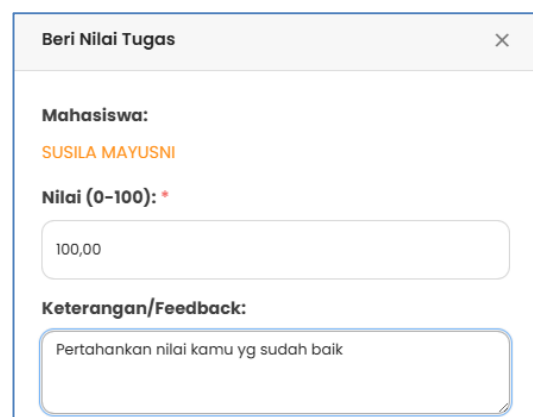 Beri Nilai Tugas
Mahasiswa:
SUSILA MAYUSNI
Nilai (0-100): *
100,00
Keterangan/Feedback:
Pertahankan nilai kamu yg sudah baik